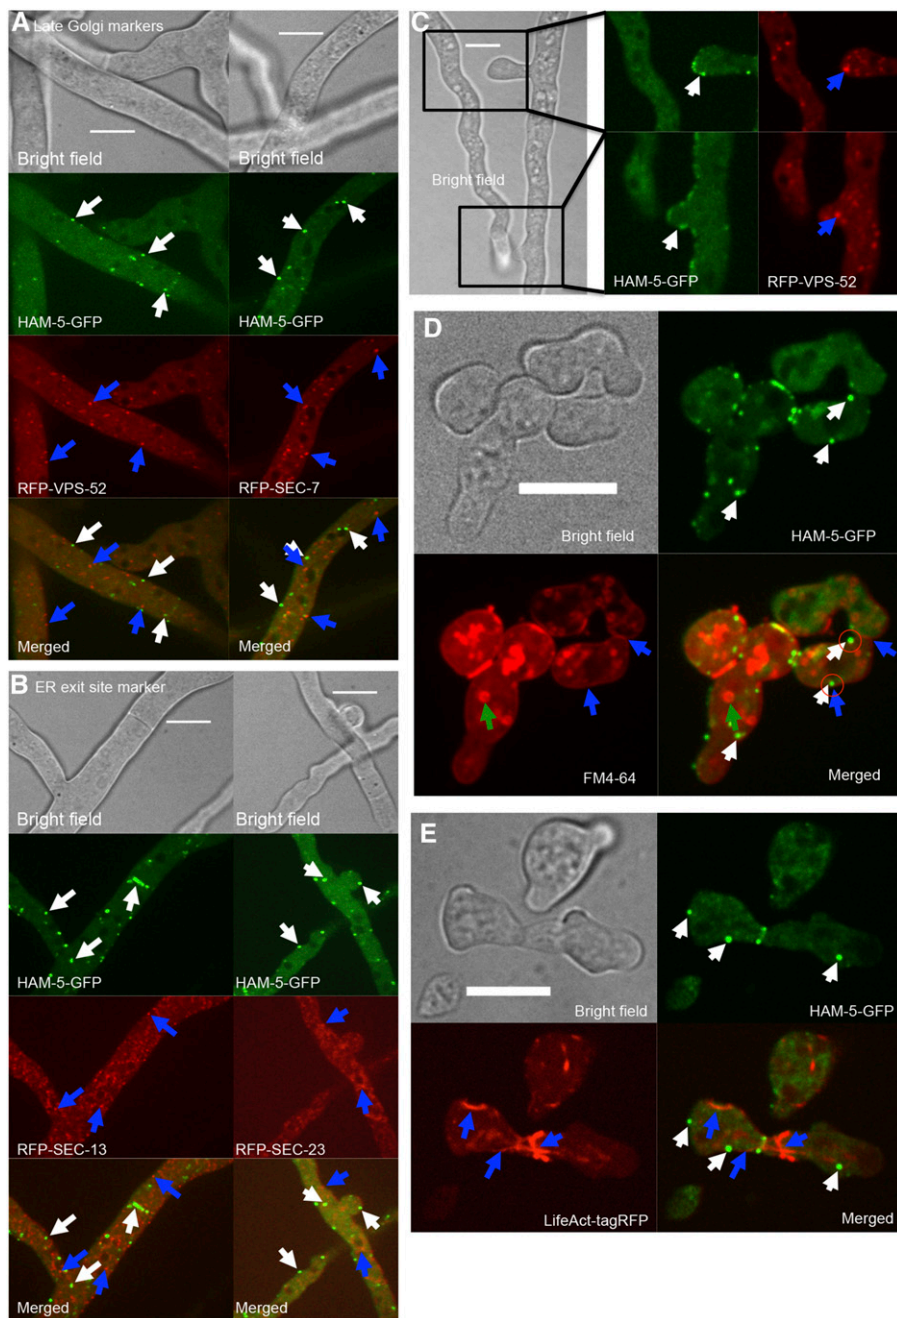 A
Late Golgi markers
Bright field
Bright field
HAM-5-GFP
HAM-5-GFP
RFP-VPS-52
RFP-SEC-7
Merged
Merged
B
ER exit site marker
Bright field
Bright field
HAM-5-GFP
HAM-5-GFP
RFP-SEC-13
RFP-SEC-23
Merged
Merged
C
Bright field
HAM-5-GFP
RFP-VPS-52
D
Bright field
HAM-5-GFP
FM4-64
Merged
E
Bright field
HAM-5-GFP
LifeAct-tagRFP
Merged